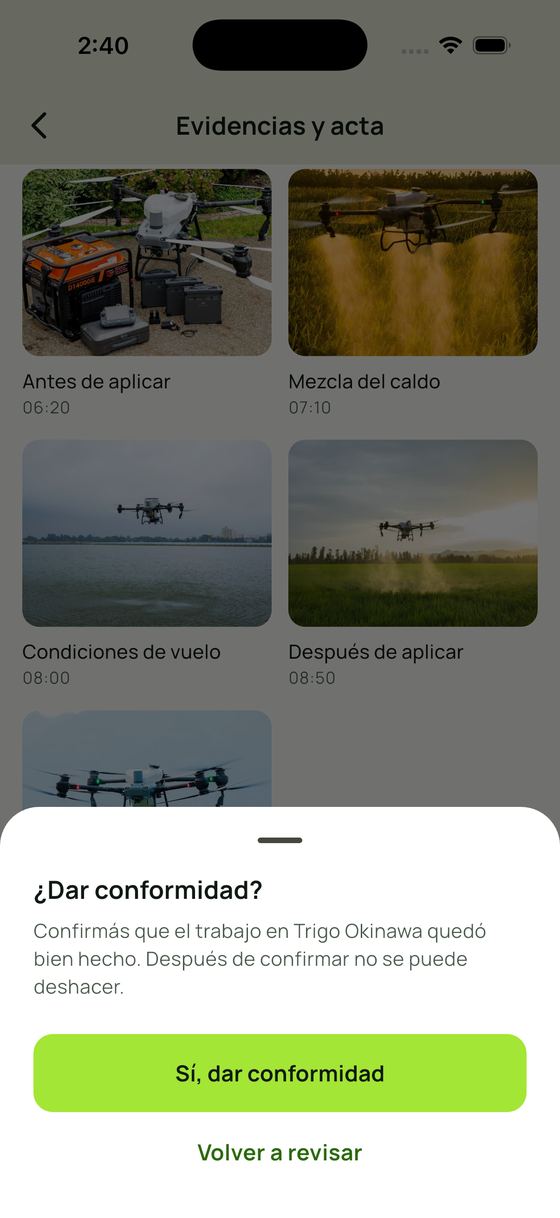 2:40
Evidencias y acta
D14000iE
Antes de aplicar
06:20
Mezcla del caldo
07:10
Condiciones de vuelo
08:00
Después de aplicar
08:50
¿Dar conformidad?
Confirmás que el trabajo en Trigo Okinawa quedó
bien hecho. Después de confirmar no se puede
deshacer.
Sí, dar conformidad
Volver a revisar